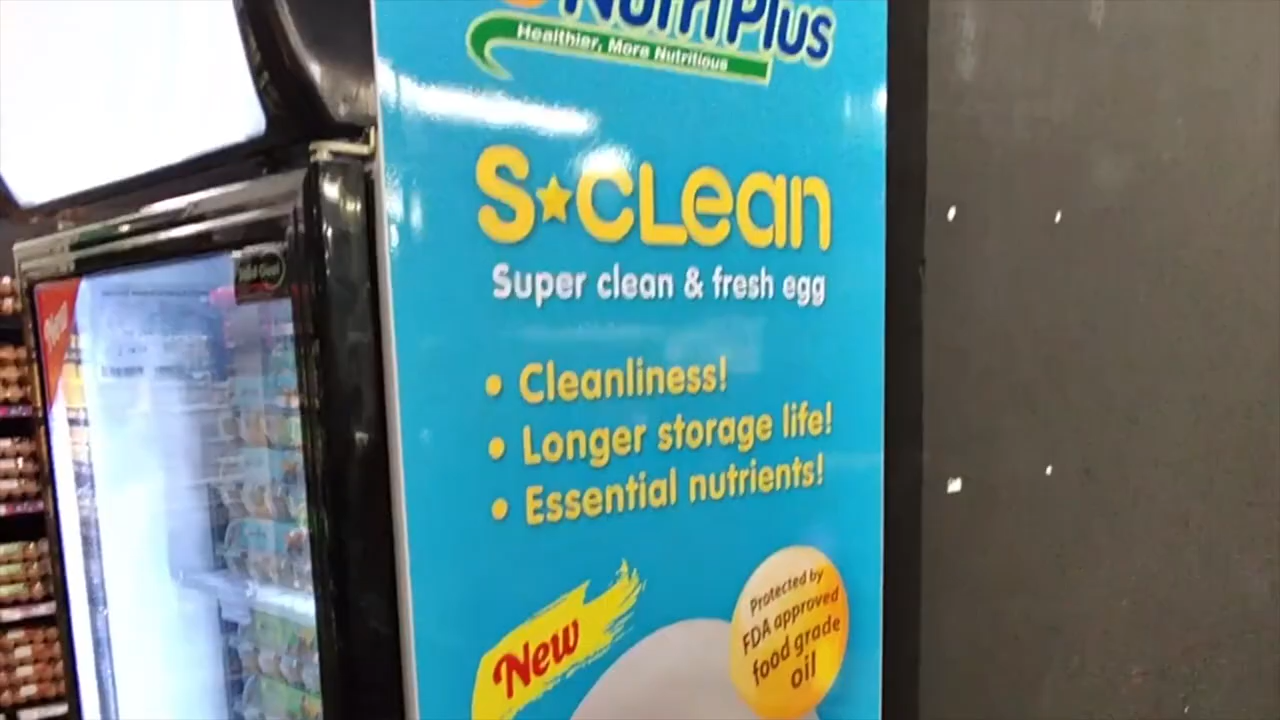 NutriPlus
Healthier, More Nutritious
S★CLean
Super clean & fresh egg
• Cleanliness!
• Longer storage life!
• Essential nutrients!
New
Protected by
FDA approved
food grade
oil
New